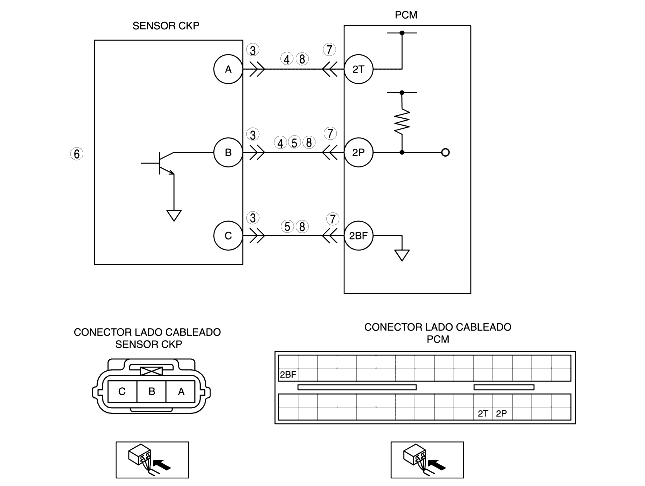 SENSOR CKP
PCM
3
4 8
7
A
2T
6
3
4 5 8
7
B
2P
3
5 8
7
C
2BF
CONECTOR LADO CABLEADO
SENSOR CKP
C B A
CONECTOR LADO CABLEADO
PCM
2BF
2T 2P